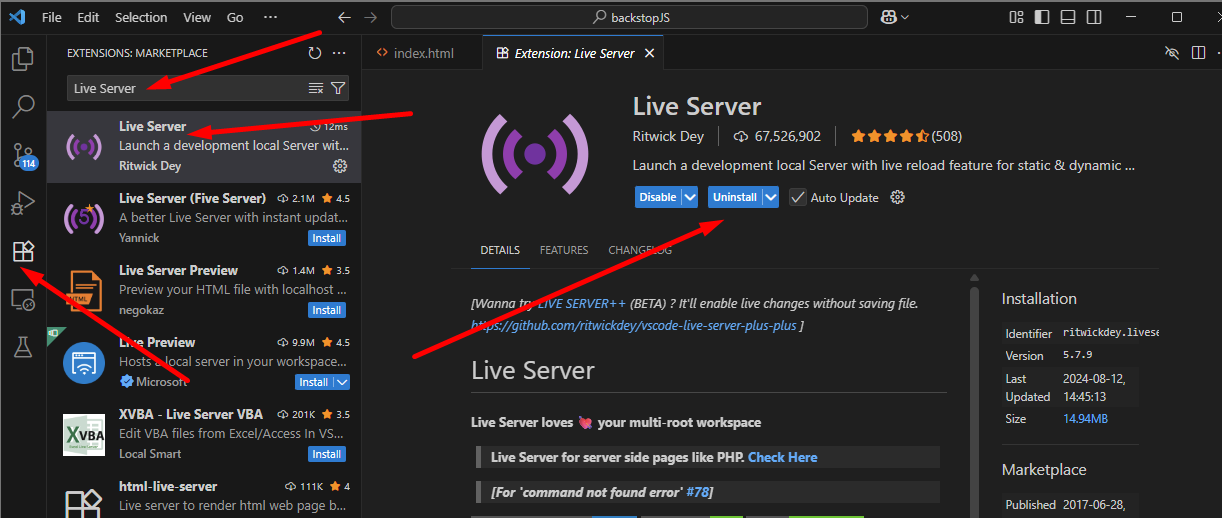 File Edit Selection View Go ···
backstopJS
EXTENSIONS: MARKETPLACE
Live Server
Live Server 12ms
Launch a development local Server wit...
Ritwick Dey
Live Server (Five Server) 2.1M 4.5
A better Live Server with instant updat...
Yannick Install
Live Server Preview 1.4M 3.5
Preview your HTML file with localhost ...
negokaz Install
Live Preview 9.9M 4.5
Hosts a local server in your workspace...
Microsoft Install
XVBA - Live Server VBA 201K 3.5
Edit VBA files from Excel/Access In VS...
Local Smart Install
html-live-server 111K 4
Live server to render html web page b...
114
5
HTML
XVBA
index.html Extension: Live Server
Live Server
Ritwick Dey 67,526,902 (508)
Launch a development local Server with live reload feature for static & dynamic ...
Disable Uninstall Auto Update
DETAILS FEATURES CHANGELOG
[Wanna try LIVE SERVER++ (BETA) ? It'll enable live changes without saving file.
https://github.com/ritwickdey/vscode-live-server-plus-plus ]
Live Server
Live Server loves 💘 your multi-root workspace
Live Server for server side pages like PHP. Check Here
[For 'command not found error' #78]
Installation
Identifier ritwickdey.livese
Version 5.7.9
Last 2024-08-12,
Updated 14:45:13
Size 14.94MB
Marketplace
Published 2017-06-28,